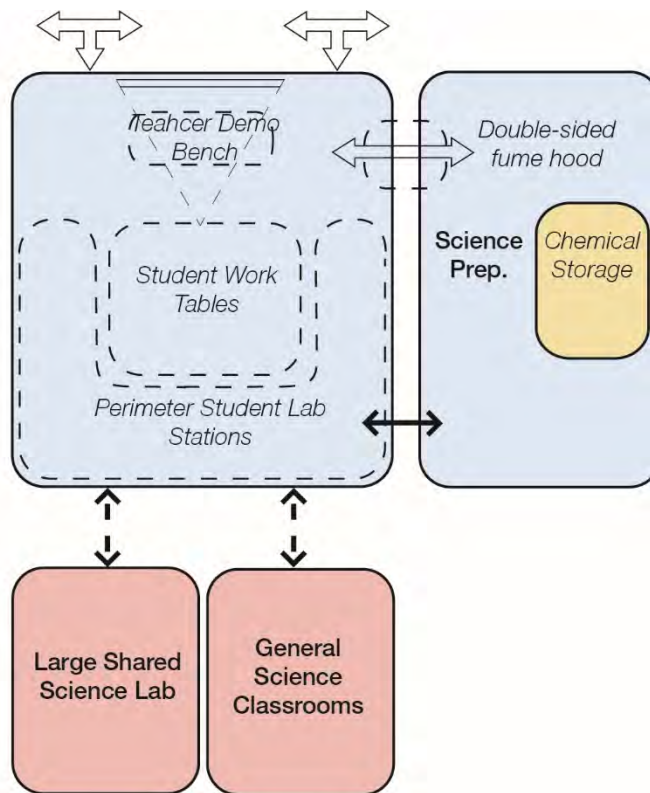 Teahcer Demo
Bench
Double-sided
fume hood
Science
Prep.
Chemical
Storage
Student Work
Tables
Perimeter Student Lab
Stations
Large Shared
Science Lab
General
Science
Classrooms